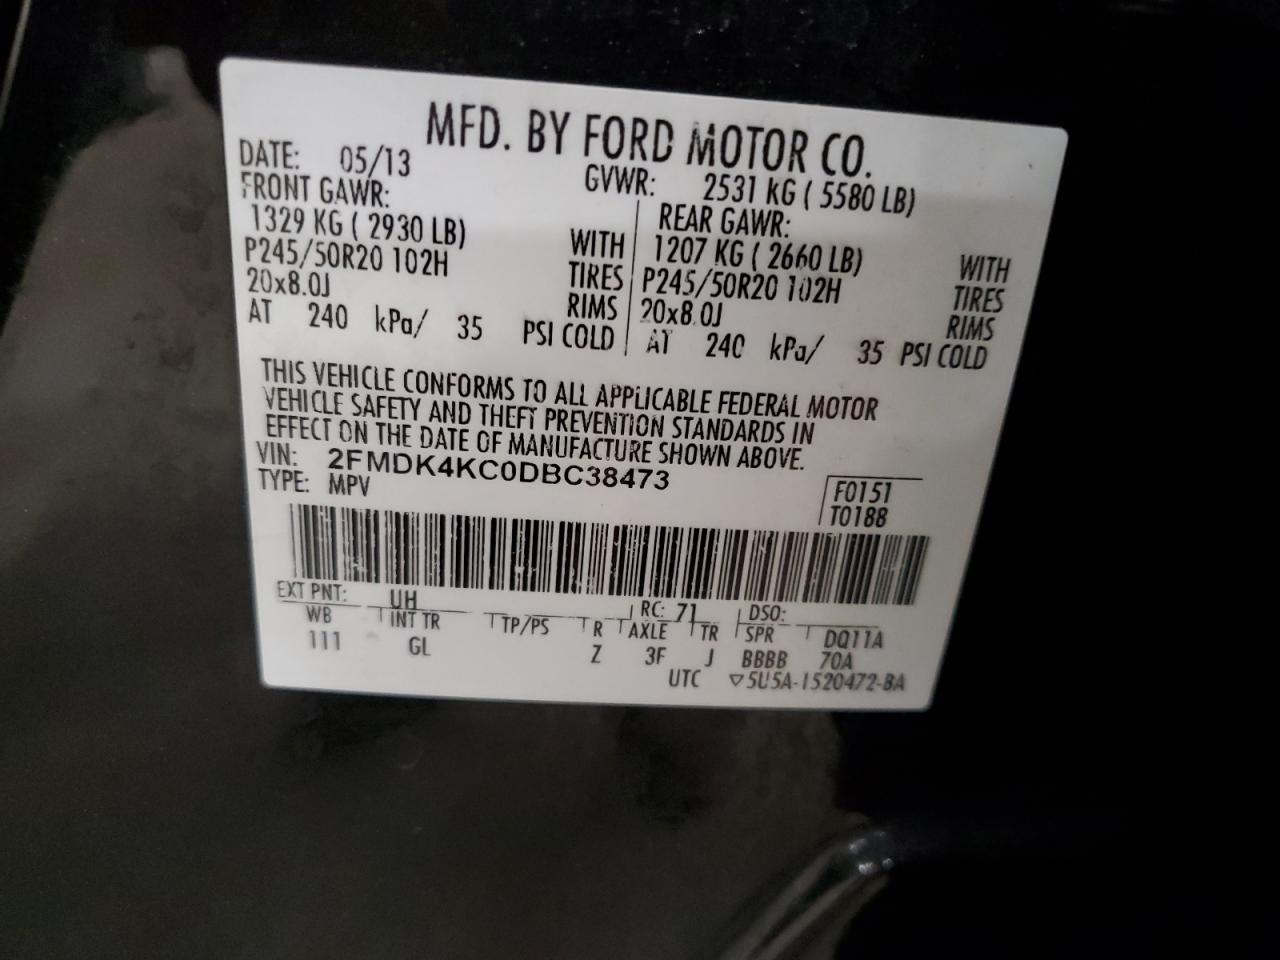 MFD. BY FORD MOTOR CO.
DATE: 05/13 GVWR: 2531 KG ( 5580 LB)
FRONT GAWR: REAR GAWR:
1329 KG ( 2930 LB) WITH 1207 KG ( 2660 LB) WITH
P245/50R20 102H TIRES P245/50R20 102H TIRES
20x8.0J RIMS 20x8.0J RIMS
AT 240 kPa/ 35 PSI COLD AT 240 kPa/ 35 PSI COLD
THIS VEHICLE CONFORMS TO ALL APPLICABLE FEDERAL MOTOR
VEHICLE SAFETY AND THEFT PREVENTION STANDARDS IN
EFFECT ON THE DATE OF MANUFACTURE SHOWN ABOVE.
VIN: 2FMDK4KC0DBC38473
TYPE: MPV F0151
T0188
EXT PNT: UH RC: 71 DSO:
WB INT TR TP/PS R AXLE TR SPR DQ11A
111 GL Z 3F J BBBB 70A
UTC ▽5U5A-1520472-BA